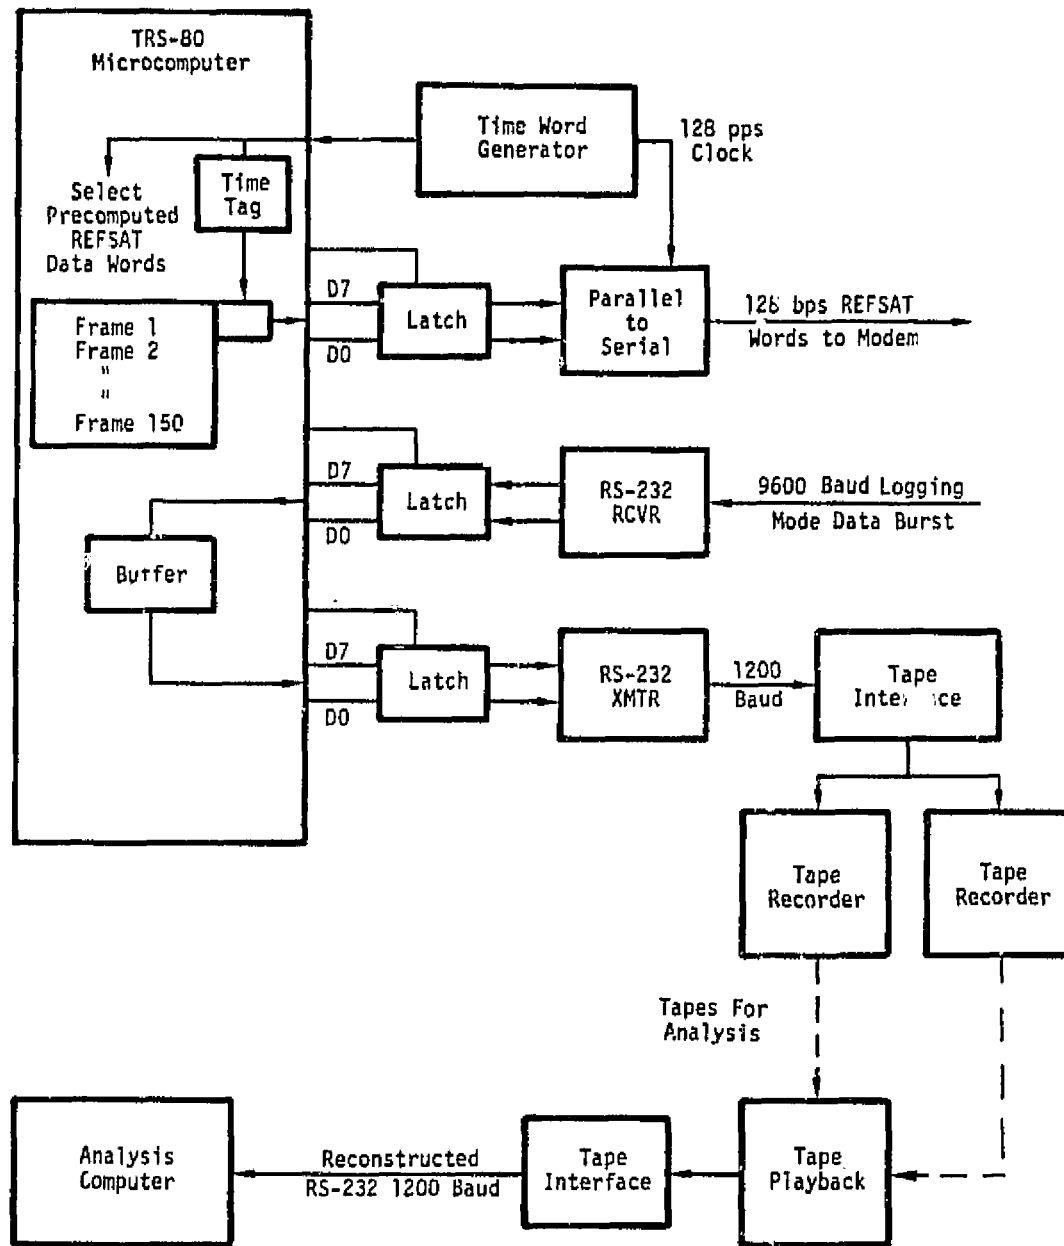 TRS-80
Microcomputer
Time Word
Generator
128 pps
Clock
Select
Precomputed
REFSAT
Data Words
Time
Tag
D7
D0
Latch
Parallel
to
Serial
128 bps REFSAT
Words to Modem
Frame 1
Frame 2
"
"
Frame 150
D7
D0
Latch
RS-232
RCVR
9600 Baud Logging
Mode Data Burst
Buffer
D7
D0
Latch
RS-232
XMTR
1200
Baud
Tape
Interface
Tape
Recorder
Tape
Recorder
Tapes For
Analysis
Analysis
Computer
Reconstructed
RS-232 1200 Baud
Tape
Interface
Tape
Playback